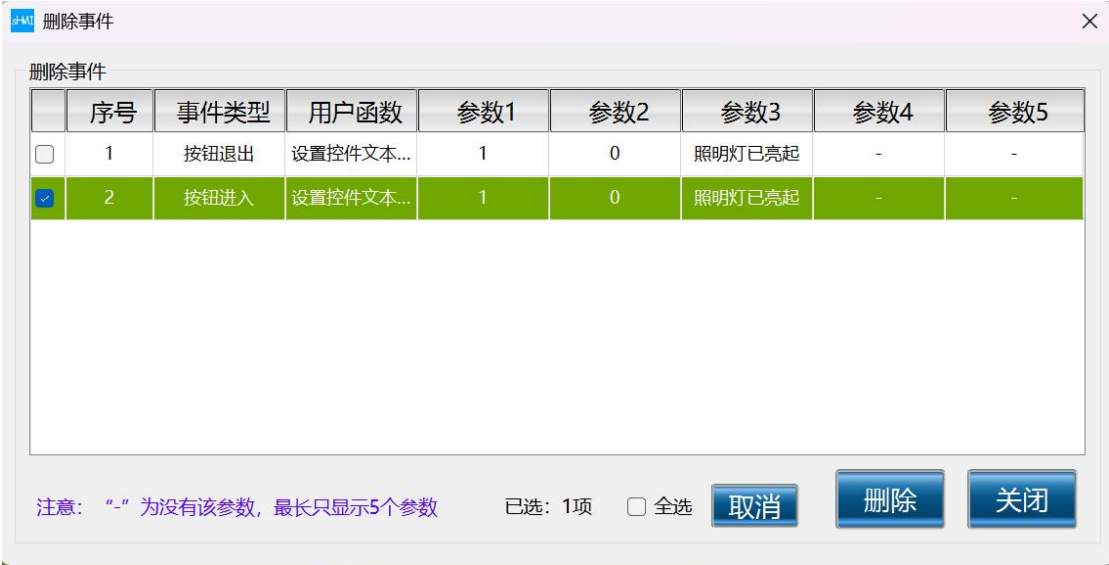 sHMI 删除事件
删除事件
序号 事件类型 用户函数 参数1 参数2 参数3 参数4 参数5
1 按钮退出 设置控件文本... 1 0 照明灯已亮起 - -
2 按钮进入 设置控件文本... 1 0 照明灯已亮起 - -
注意： “-” 为没有该参数，最长只显示5个参数 已选：1项 全选 取消 删除 关闭